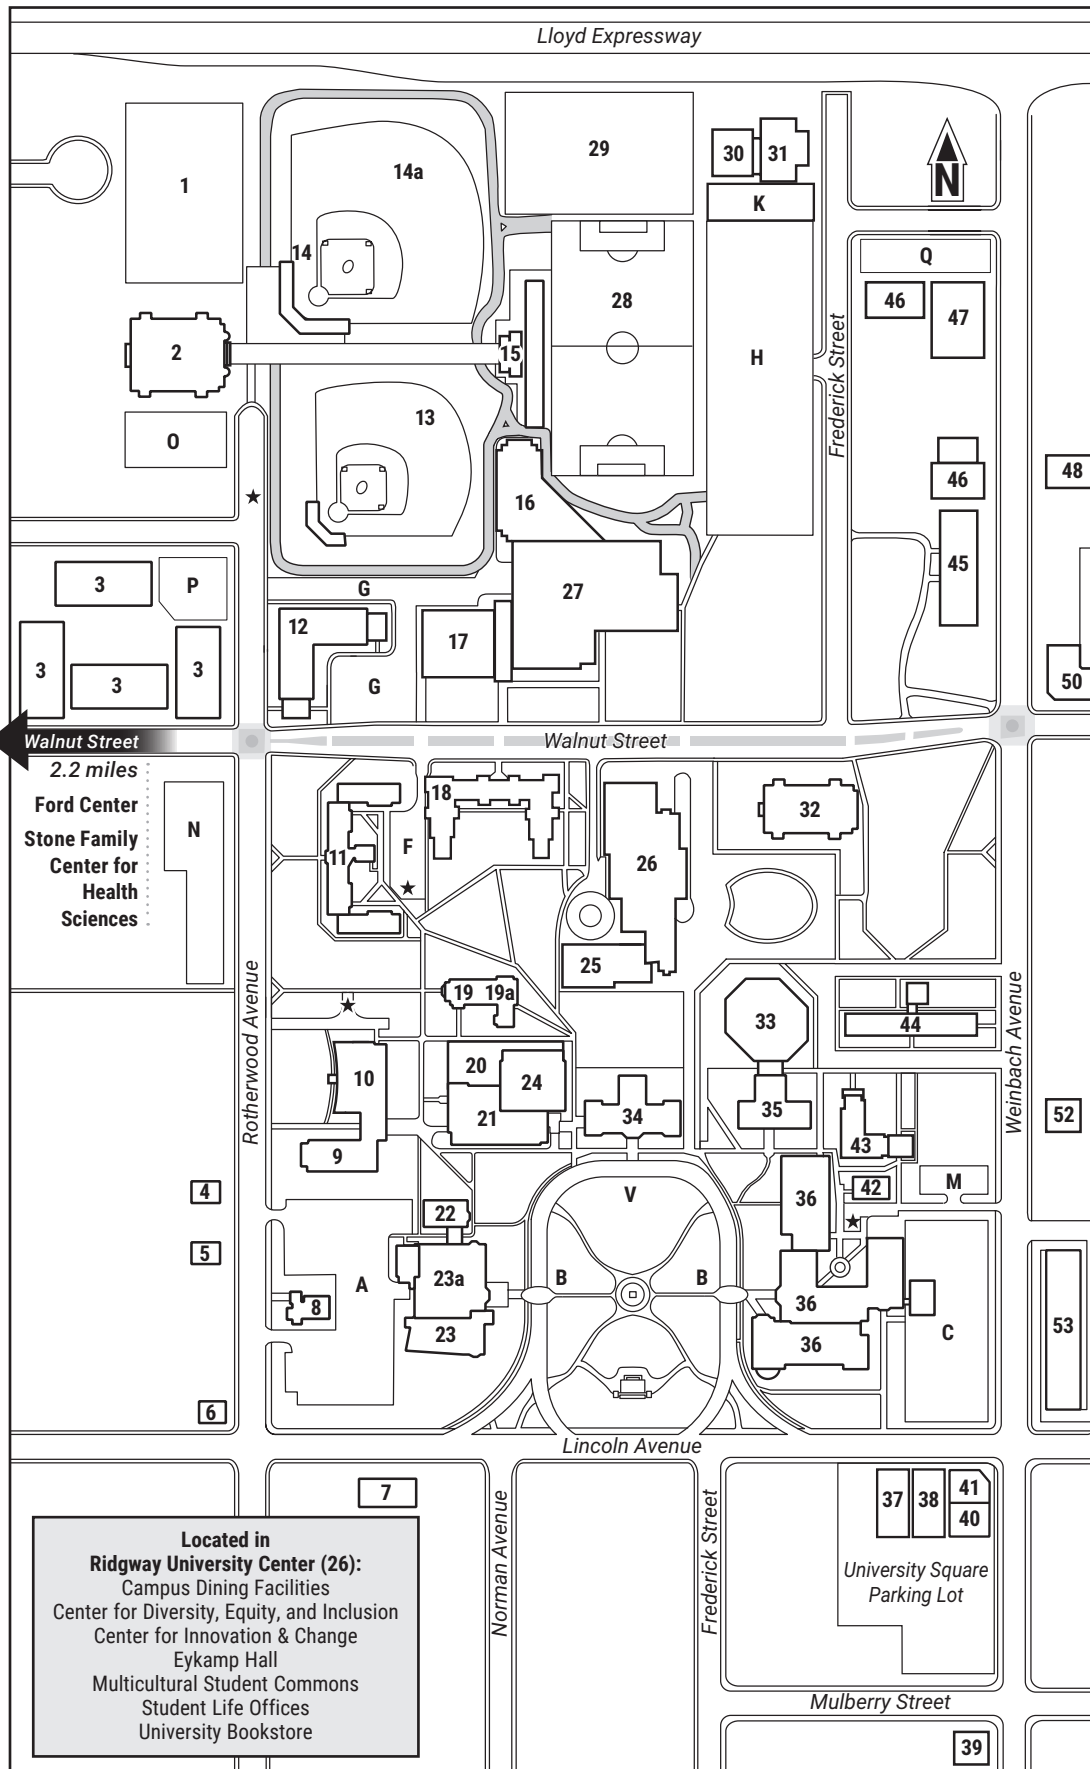 Lloyd Expressway
29
30
31
1
14a
K
N
Q
14
46
47
28
2
15
H
Frederick Street
13
O
46
48
16
45
3
P
G
27
12
17
3
3
3
G
50
Walnut Street
Walnut Street
2.2 miles
Ford Center
Stone Family
Center for
Health
Sciences
N
18
32
11
F
26
25
Rotherwood Avenue
19
19a
33
44
Weinbach Avenue
10
20
24
21
34
35
52
43
9
4
22
V
36
42
M
5
A
23a
B
B
8
36
C
23
36
53
6
Lincoln Avenue
7
Norman Avenue
Frederick Street
37
38
41
40
University Square
Parking Lot
Located in
Ridgway University Center (26):
Campus Dining Facilities
Center for Diversity, Equity, and Inclusion
Center for Innovation & Change
Eykamp Hall
Multicultural Student Commons
Student Life Offices
University Bookstore
Mulberry Street
39